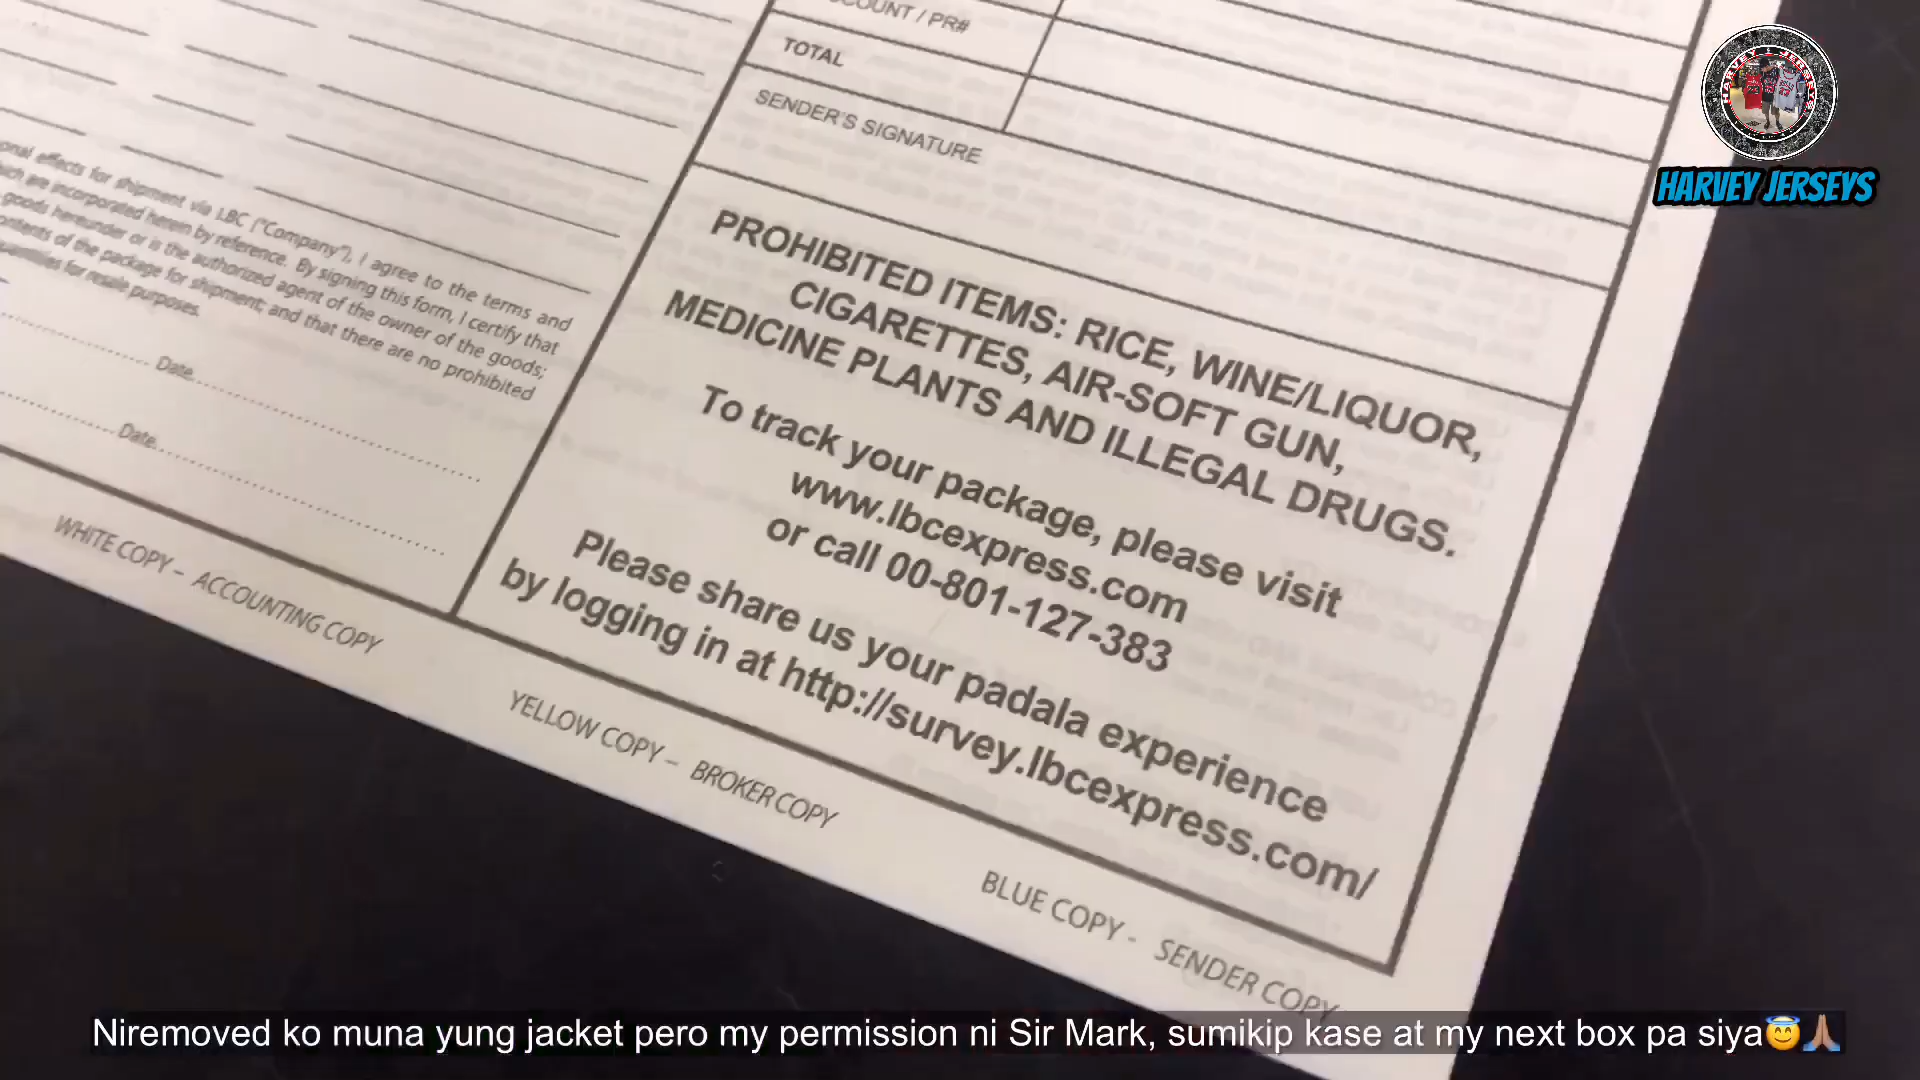 COUNT / PR#
TOTAL
SENDER'S SIGNATURE
HARVEY JERSEYS
HARVEY JERSEYS
onal effects for shipment via LBC ("Company"), I agree to the terms and
which are incorporated herein by reference. By signing this form, I certify that
goods hereunder or is the authorized agent of the owner of the goods;
contents of the package for shipment; and that there are no prohibited
quantities for resale purposes.
Date
Date
PROHIBITED ITEMS: RICE, WINE/LIQUOR,
CIGARETTES, AIR-SOFT GUN,
MEDICINE PLANTS AND ILLEGAL DRUGS.
To track your package, please visit
www.lbcexpress.com
or call 00-801-127-383
Please share us your padala experience
by logging in at http://survey.lbcexpress.com/
WHITE COPY - ACCOUNTING COPY
YELLOW COPY - BROKER COPY
BLUE COPY - SENDER COPY
Niremoved ko muna yung jacket pero my permission ni Sir Mark, sumikip kase at my next box pa siya😇🙏🏽